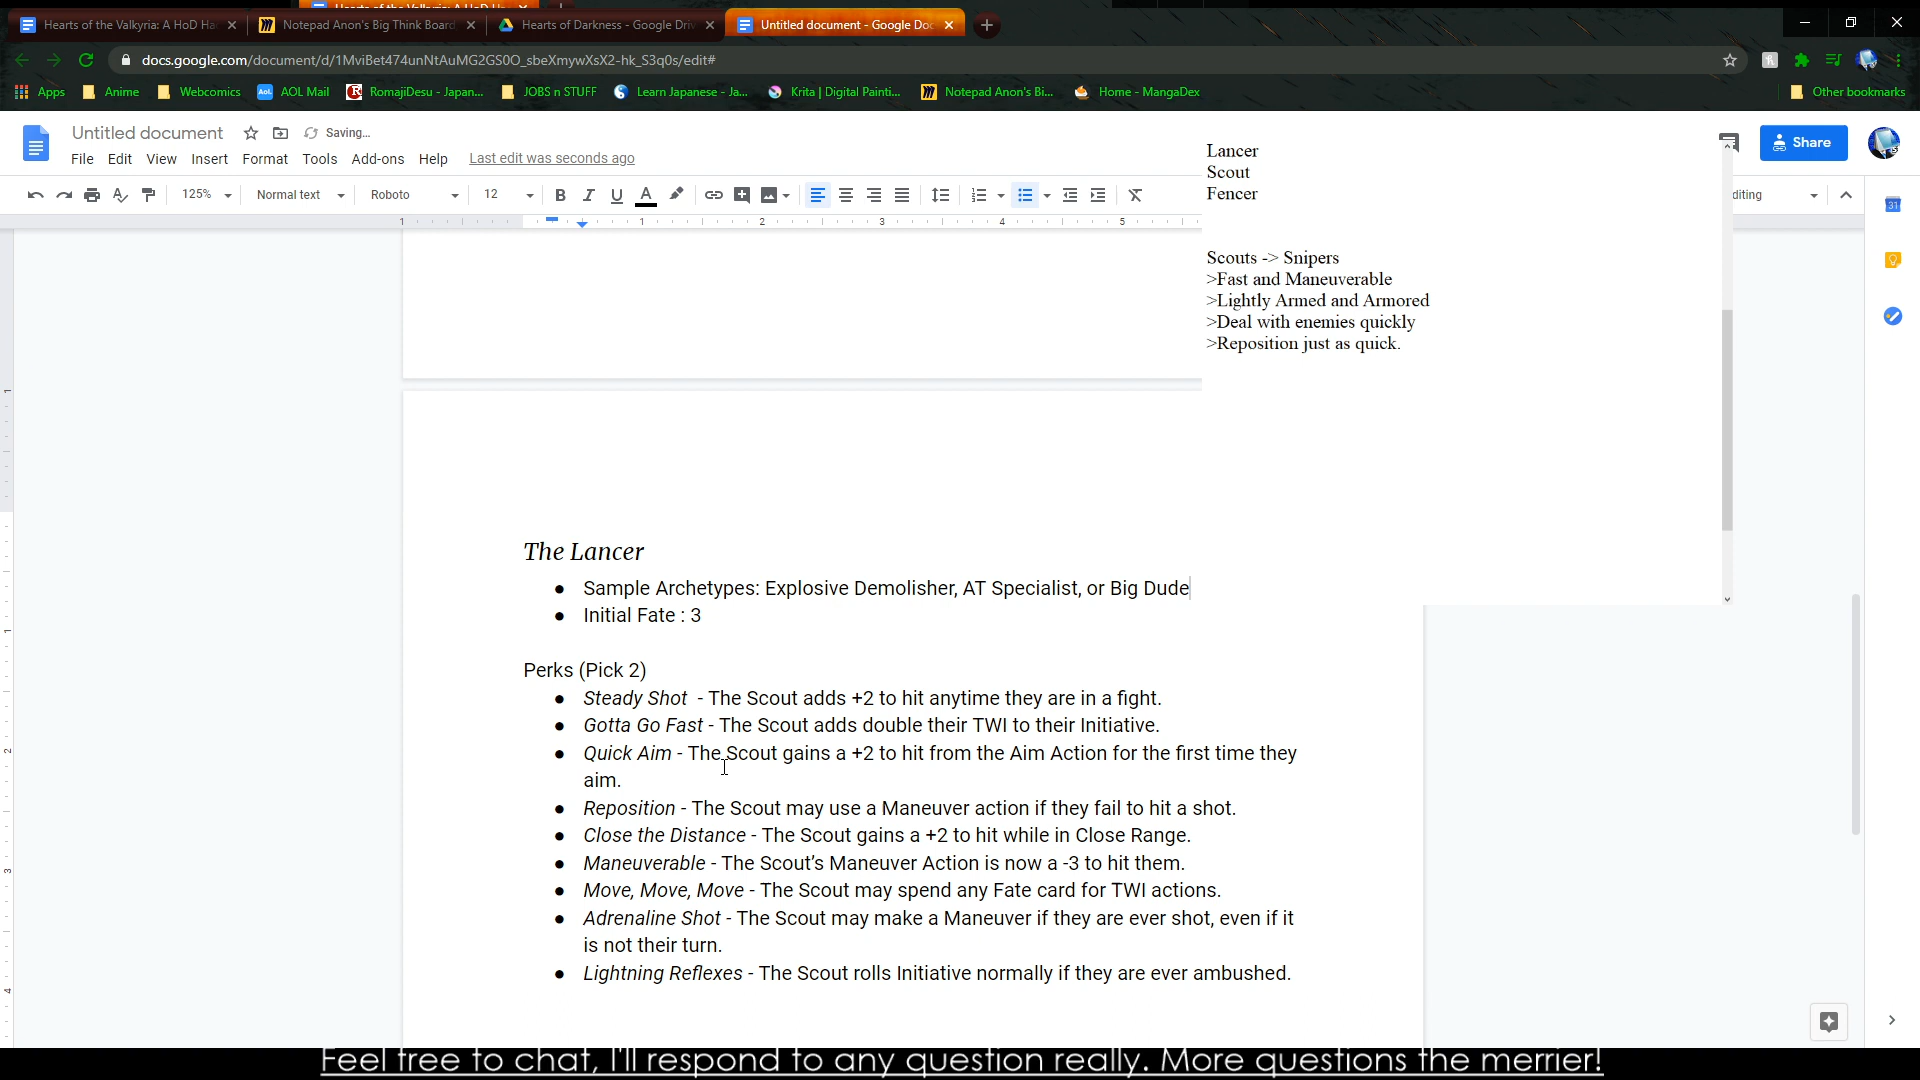 Hearts of the Valkyria: A HoD Ha
Notepad Anon's Big Think Board
Hearts of Darkness - Google Driv
Untitled document - Google Doc
docs.google.com/document/d/1MviBet474unNtAuMG2GS0O_sbeXmywXsX2-hk_S3q0s/edit#
Apps
Anime
Webcomics
AOL Mail
RomajiDesu - Japan...
JOBS n STUFF
Learn Japanese - Ja...
Krita | Digital Painti...
Notepad Anon's Bi...
Home - MangaDex
Other bookmarks
Untitled document
Saving...
File Edit View Insert Format Tools Add-ons Help Last edit was seconds ago
Share
125% Normal text Roboto 12
diting
Lancer
Scout
Fencer
Scouts -> Snipers
>Fast and Maneuverable
>Lightly Armed and Armored
>Deal with enemies quickly
>Reposition just as quick.
The Lancer
● Sample Archetypes: Explosive Demolisher, AT Specialist, or Big Dude
● Initial Fate : 3
Perks (Pick 2)
● Steady Shot - The Scout adds +2 to hit anytime they are in a fight.
● Gotta Go Fast - The Scout adds double their TWI to their Initiative.
● Quick Aim - The Scout gains a +2 to hit from the Aim Action for the first time they
aim.
● Reposition - The Scout may use a Maneuver action if they fail to hit a shot.
● Close the Distance - The Scout gains a +2 to hit while in Close Range.
● Maneuverable - The Scout's Maneuver Action is now a -3 to hit them.
● Move, Move, Move - The Scout may spend any Fate card for TWI actions.
● Adrenaline Shot - The Scout may make a Maneuver if they are ever shot, even if it
is not their turn.
● Lightning Reflexes - The Scout rolls Initiative normally if they are ever ambushed.
Feel free to chat, I'll respond to any question really. More questions the merrier!